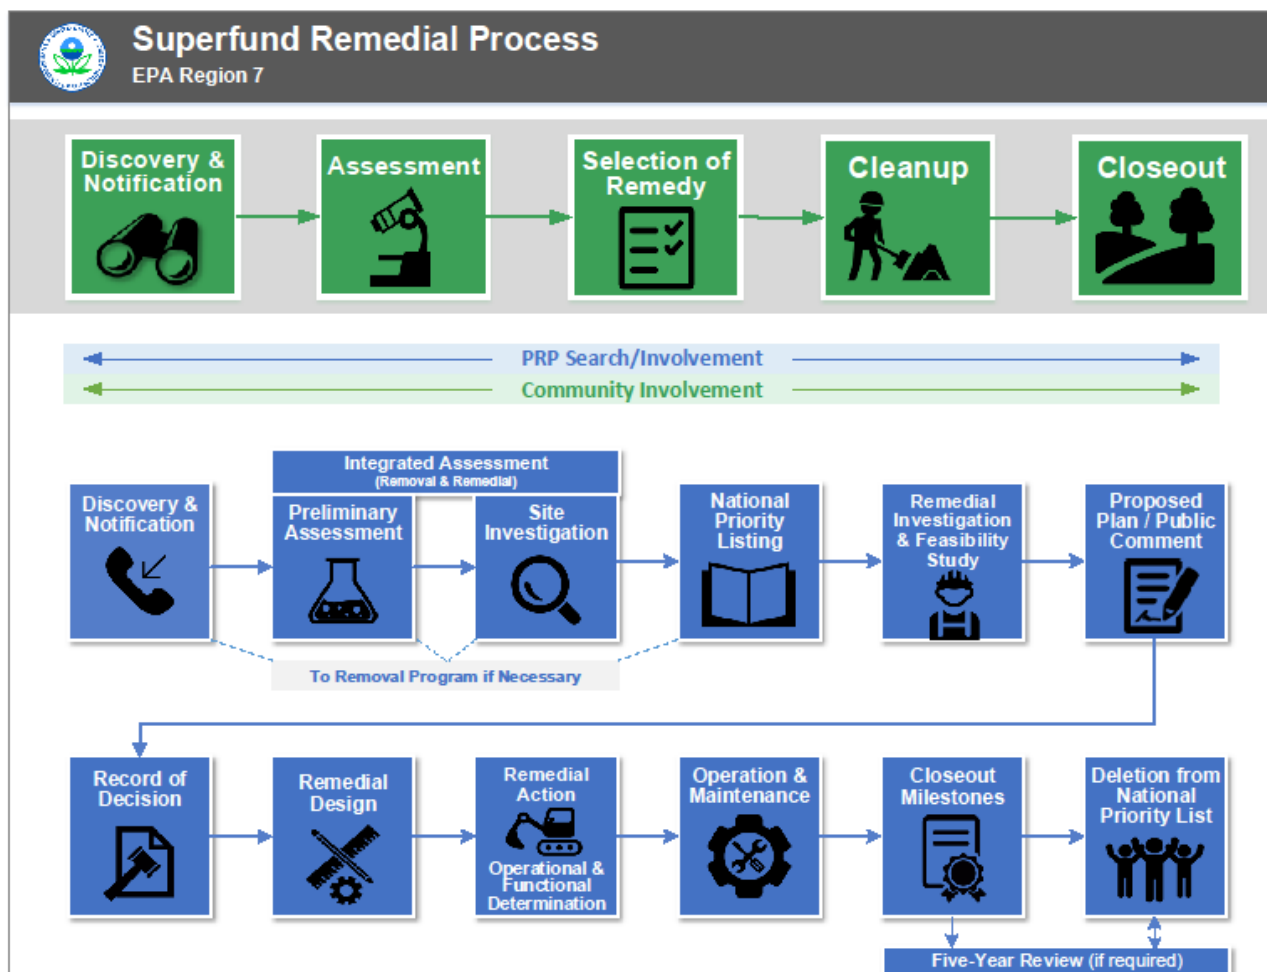 Superfund Remedial Process
EPA Region 7
Discovery &
Notification
Assessment
Selection of
Remedy
Cleanup
Closeout
PRP Search/Involvement
Community Involvement
Integrated Assessment
(Removal & Remedial)
Discovery &
Notification
Preliminary
Assessment
Site
Investigation
National
Priority
Listing
Remedial
Investigation
& Feasibility
Study
Proposed
Plan / Public
Comment
To Removal Program if Necessary
Record of
Decision
Remedial
Design
Remedial
Action
Operational &
Functional
Determination
Operation &
Maintenance
Closeout
Milestones
Deletion from
National
Priority List
Five-Year Review (if required)